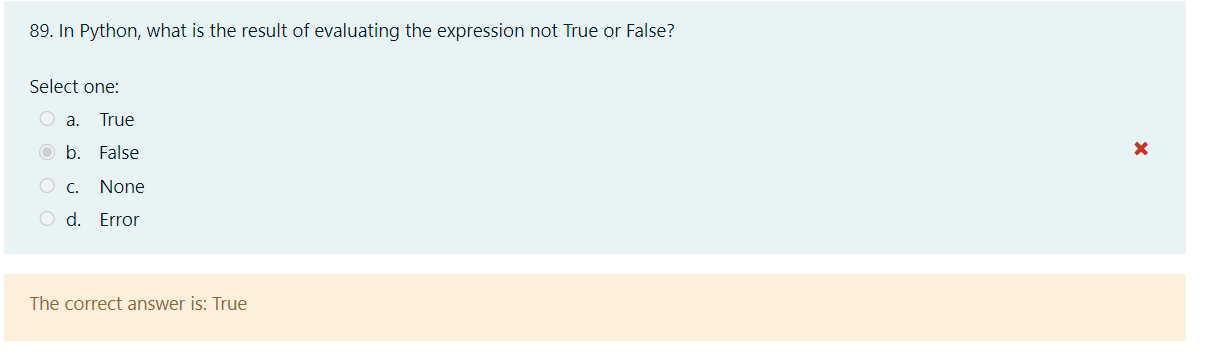 89. In Python, what is the result of evaluating the expression not True or False?
Select one:
a. True
b. False
c. None
d. Error
The correct answer is: True